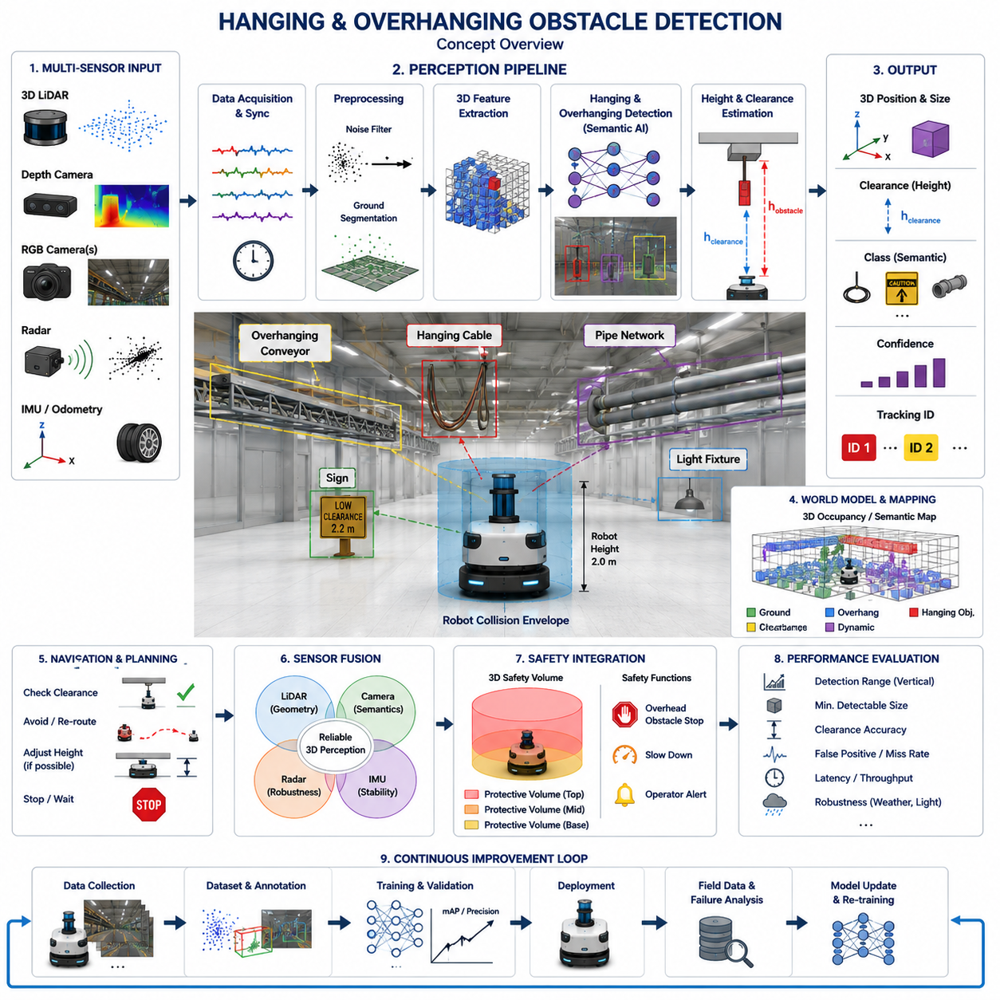 HANGING & OVERHANGING OBSTACLE DETECTION
Concept Overview
1. MULTI-SENSOR INPUT
3D LiDAR
Depth Camera
RGB Camera(s)
Radar
IMU / Odometry
z
x
2. PERCEPTION PIPELINE
Data Acquisition
& Sync
Preprocessing
Noise Filter
Ground
Segmentation
3D Feature
Extraction
Hanging &
Overhanging Detection
(Semantic AI)
Height & Clearance
Estimation
hobstacle
hclearance
3. OUTPUT
3D Position & Size
z
y
x
Clearance (Height)
hclearance
Class (Semantic)
CAUTION
...
Confidence
Tracking ID
ID 1
...
ID 2
...
Overhanging
Conveyor
Hanging Cable
Pipe Network
Light Fixture
Sign
LOW
CLEARANCE
2.2 m
Robot
Height
2.0 m
Robot Collision Envelope
4. WORLD MODEL & MAPPING
3D Occupancy / Semantic Map
Ground
Overhang
Hanging Obj.
Dynamic
5. NAVIGATION & PLANNING
Check Clearance
Avoid / Re-route
Adjust Height
(if possible)
Stop / Wait
STOP
6. SENSOR FUSION
LiDAR
(Geometry)
Camera
(Semantics)
Reliable
3D Perception
Radar
(Robustness)
IMU
(Stability)
7. SAFETY INTEGRATION
3D Safety Volume
Protective Volume (Top)
Protective Volume (Mid)
Protective Volume (Base)
Safety Functions
Overhead
Obstacle Stop
Slow Down
Operator Alert
8. PERFORMANCE EVALUATION
Detection Range (Vertical)
Min. Detectable Size
Clearance Accuracy
False Positive / Miss Rate
Latency / Throughput
Robustness (Weather, Light)
...
9. CONTINUOUS IMPROVEMENT LOOP
Data Collection
...
Dataset & Annotation
Training & Validation
mAP / Precision
...
Deployment
Field Data &
Failure Analysis
Model Update
& Re-training